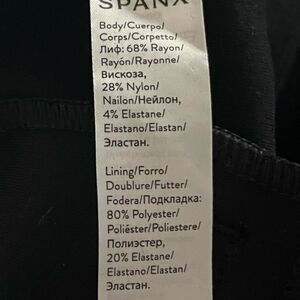 SPANX
Body/Cuerpo/
Corps/Corpetto/
Лиф: 68% Rayon/
Rayón/Rayonne/
Вискоза,
28% Nylon/
Nailon/Нейлон,
4% Elastane/
Elastano/Elastan/
Эластан.
Lining/Forro/
Doublure/Futter/
Fodera/Подкладка:
80% Polyester/
Poliéster/Poliestere/
Полиэстер,
20% Elastane/
Elastano/Elastan/
Эластан.